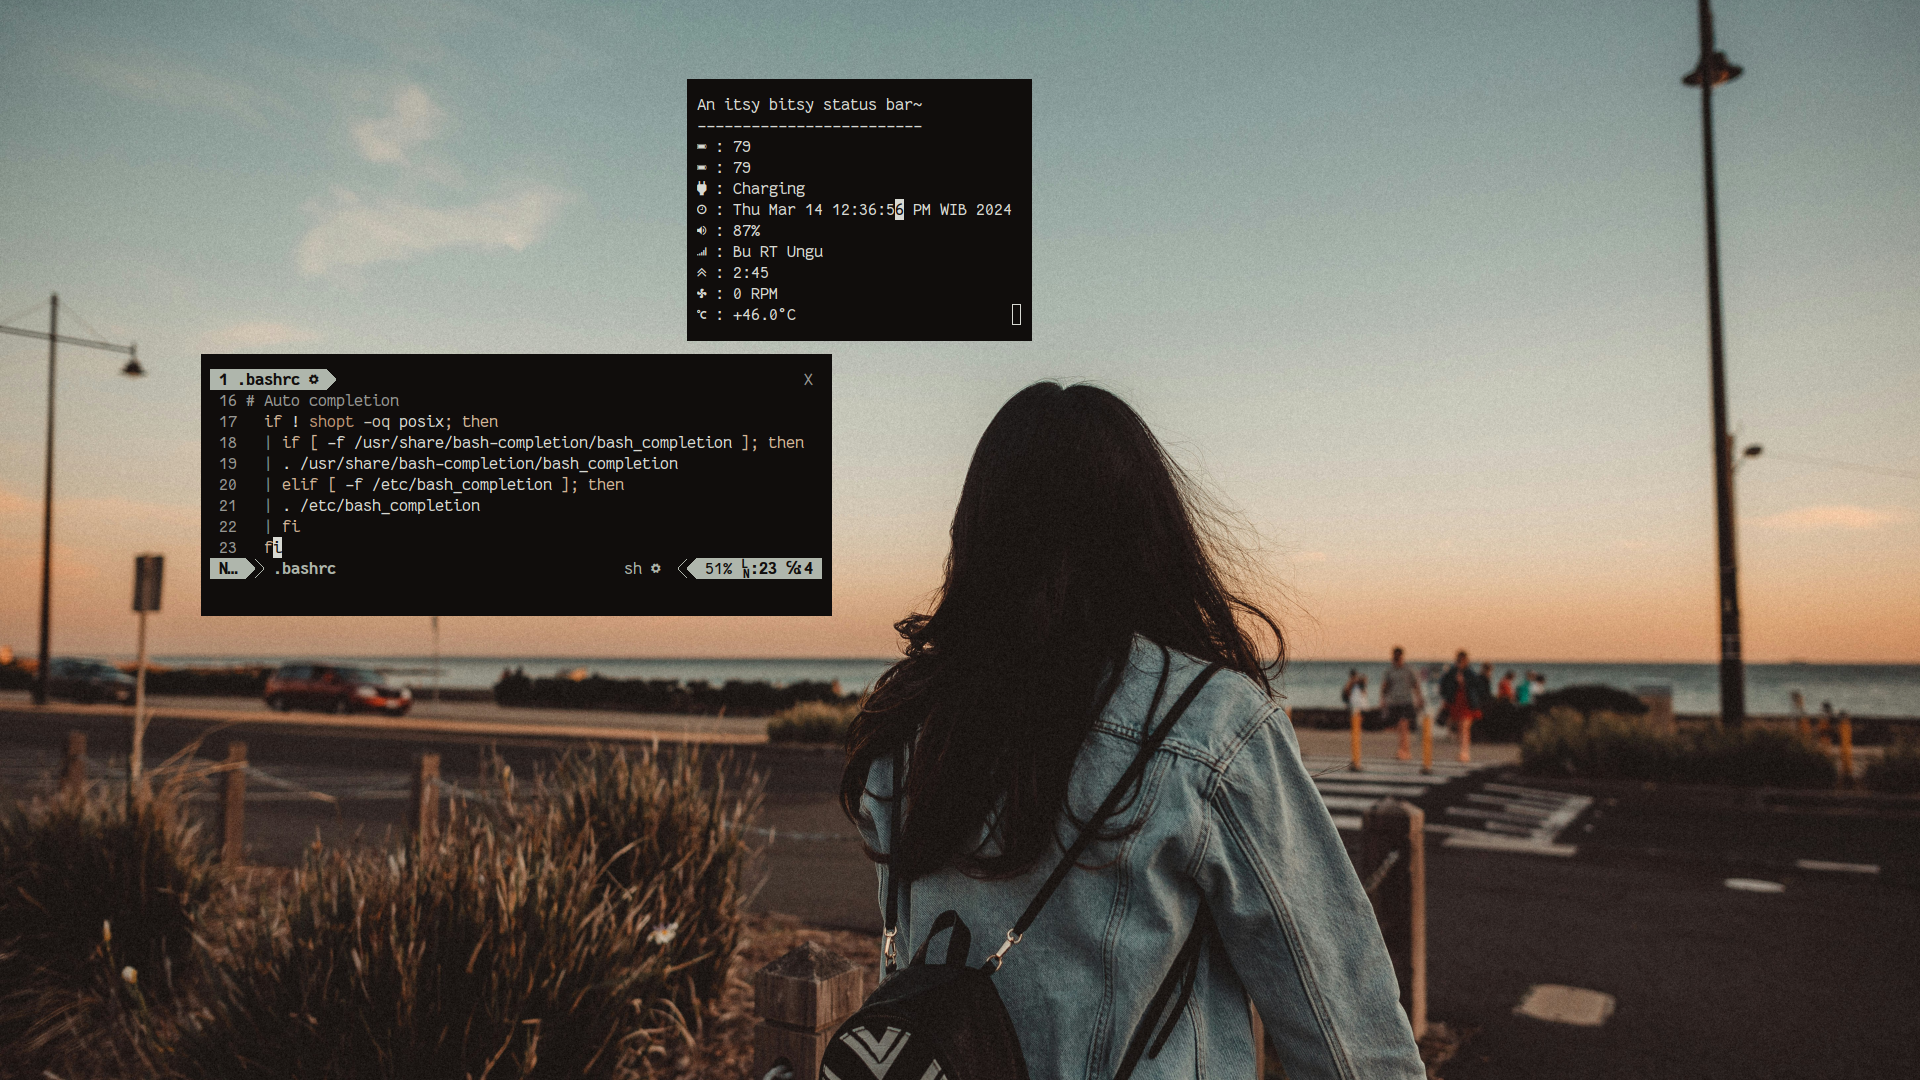 An itsy bitsy status bar~
-------------------------
: 79
: 79
: Charging
: Thu Mar 14 12:36:56 PM WIB 2024
: 87%
: Bu RT Ungu
: 2:45
: 0 RPM
℃ : +46.0°C
1 .bashrc X
16 # Auto completion
17 if ! shopt -oq posix; then
18 | if [ -f /usr/share/bash-completion/bash_completion ]; then
19 | . /usr/share/bash-completion/bash_completion
20 | elif [ -f /etc/bash_completion ]; then
21 | . /etc/bash_completion
22 | fi
23 fi
N… .bashrc sh 51% LN:23 ℅:4